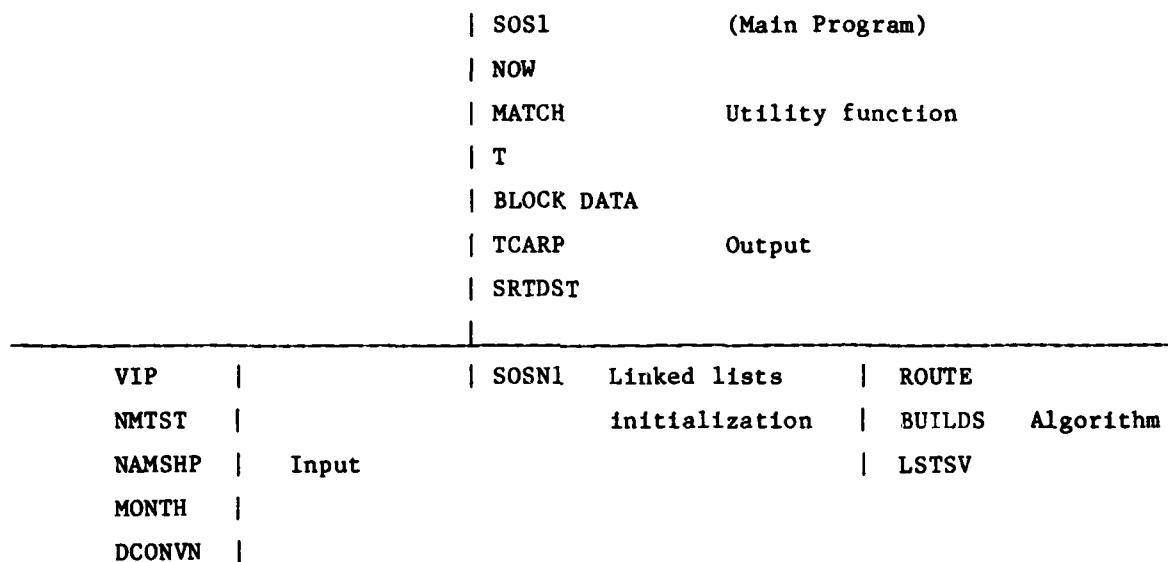 SOS1 (Main Program)
NOW
MATCH Utility function
T
BLOCK DATA
TCARP Output
SRTDST
VIP SOSN1 Linked lists ROUTE
NMTST initialization BUILDS Algorithm
NAMSHP Input LSTSV
MONTH
DCONVN